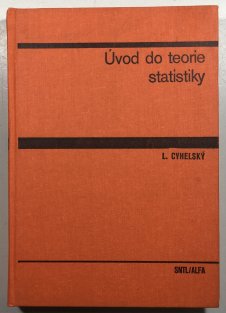 Úvod do teorie
statistiky
L. CYHELSKÝ
SNTL/ALFA